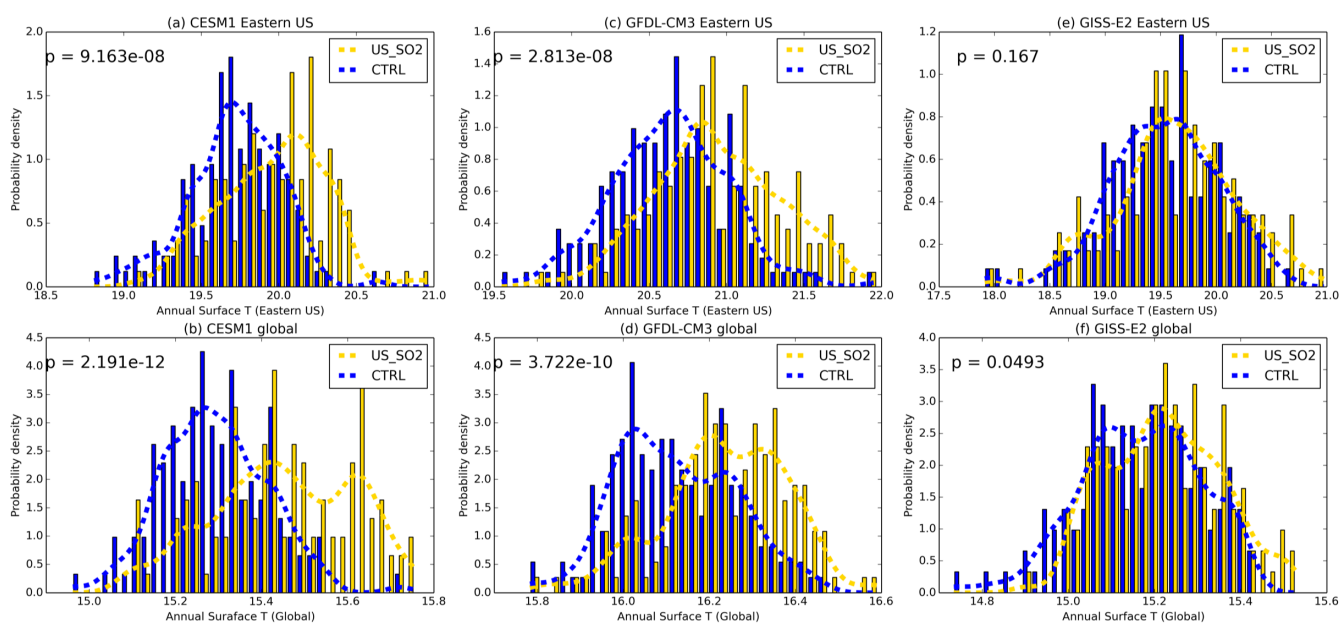 (a) CESM1 Eastern US
p = 9.163e-08
US_SO2
CTRL
Probability density
2.0
1.5
1.0
0.5
0.0
18.5 19.0 19.5 20.0 20.5 21.0
Annual Surface T (Eastern US)
(c) GFDL-CM3 Eastern US
p = 2.813e-08
US_SO2
CTRL
Probability density
1.6
1.4
1.2
1.0
0.8
0.6
0.4
0.2
0.0
19.5 20.0 20.5 21.0 21.5 22.0
Annual Surface T (Eastern US)
(e) GISS-E2 Eastern US
p = 0.167
US_SO2
CTRL
Probability density
1.2
1.0
0.8
0.6
0.4
0.2
0.0
17.5 18.0 18.5 19.0 19.5 20.0 20.5 21.0
Annual Surface T (Eastern US)
(b) CESM1 global
p = 2.191e-12
US_SO2
CTRL
Probability density
4.5
4.0
3.5
3.0
2.5
2.0
1.5
1.0
0.5
0.0
15.0 15.2 15.4 15.6 15.8
Annual Suraface T (Global)
(d) GFDL-CM3 global
p = 3.722e-10
US_SO2
CTRL
Probability density
4.5
4.0
3.5
3.0
2.5
2.0
1.5
1.0
0.5
0.0
15.8 16.0 16.2 16.4 16.6
Annual Surface T (Global)
(f) GISS-E2 global
p = 0.0493
US_SO2
CTRL
Probability density
4.0
3.5
3.0
2.5
2.0
1.5
1.0
0.5
0.0
14.8 15.0 15.2 15.4 15.6
Annual Surface T (Global)